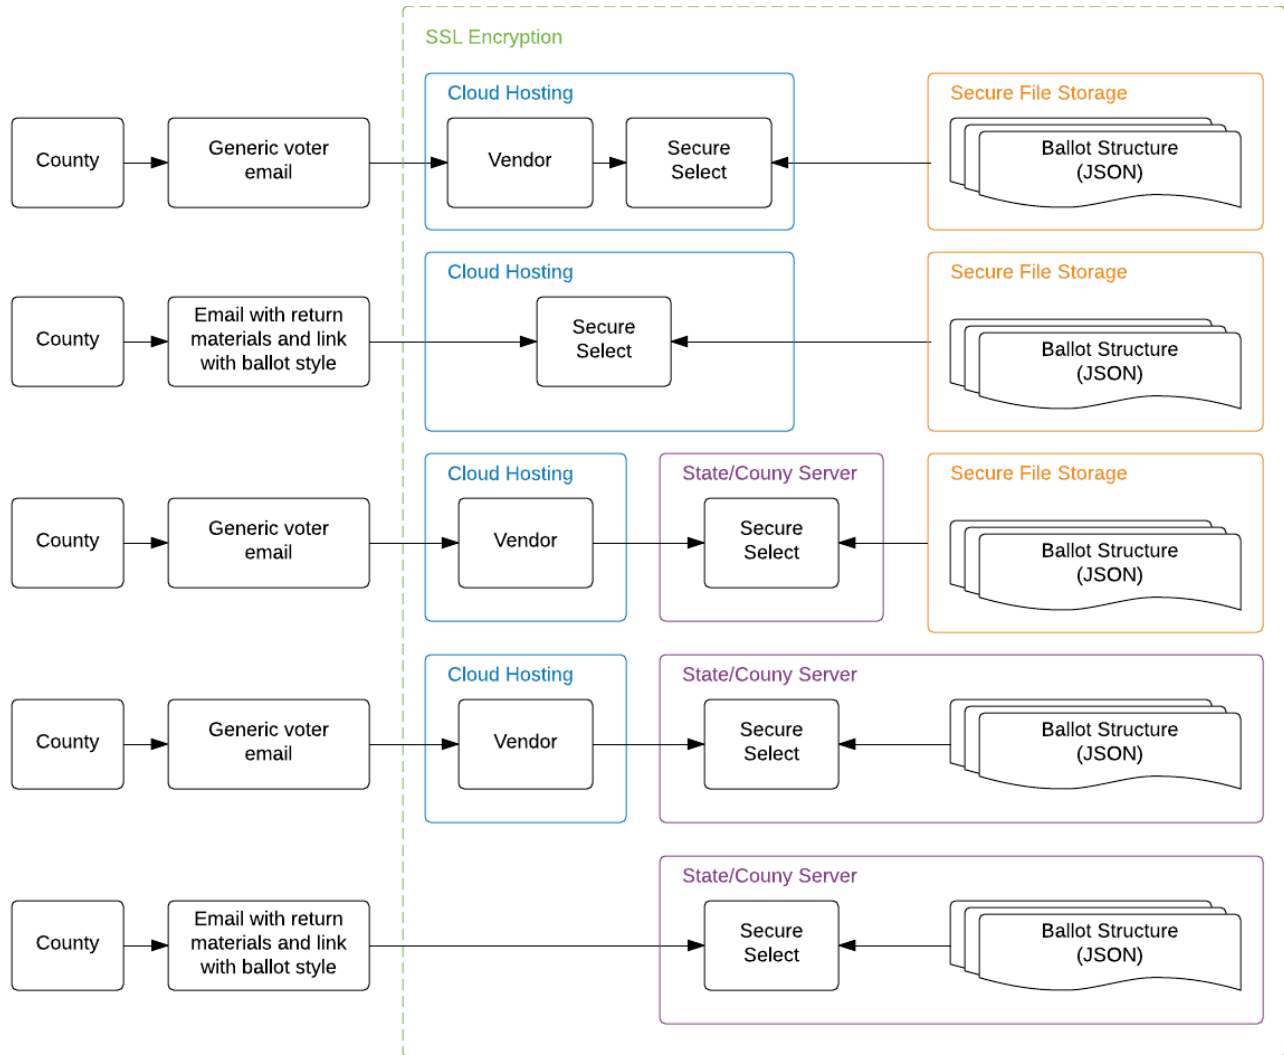 SSL Encryption
Cloud Hosting
Secure File Storage
County
Generic voter
email
Vendor
Secure
Select
Ballot Structure
(JSON)
Cloud Hosting
Secure File Storage
County
Email with return
materials and link
with ballot style
Secure
Select
Ballot Structure
(JSON)
Cloud Hosting
State/Couny Server
Secure File Storage
County
Generic voter
email
Vendor
Secure
Select
Ballot Structure
(JSON)
Cloud Hosting
State/Couny Server
County
Generic voter
email
Vendor
Secure
Select
Ballot Structure
(JSON)
State/Couny Server
County
Email with return
materials and link
with ballot style
Secure
Select
Ballot Structure
(JSON)